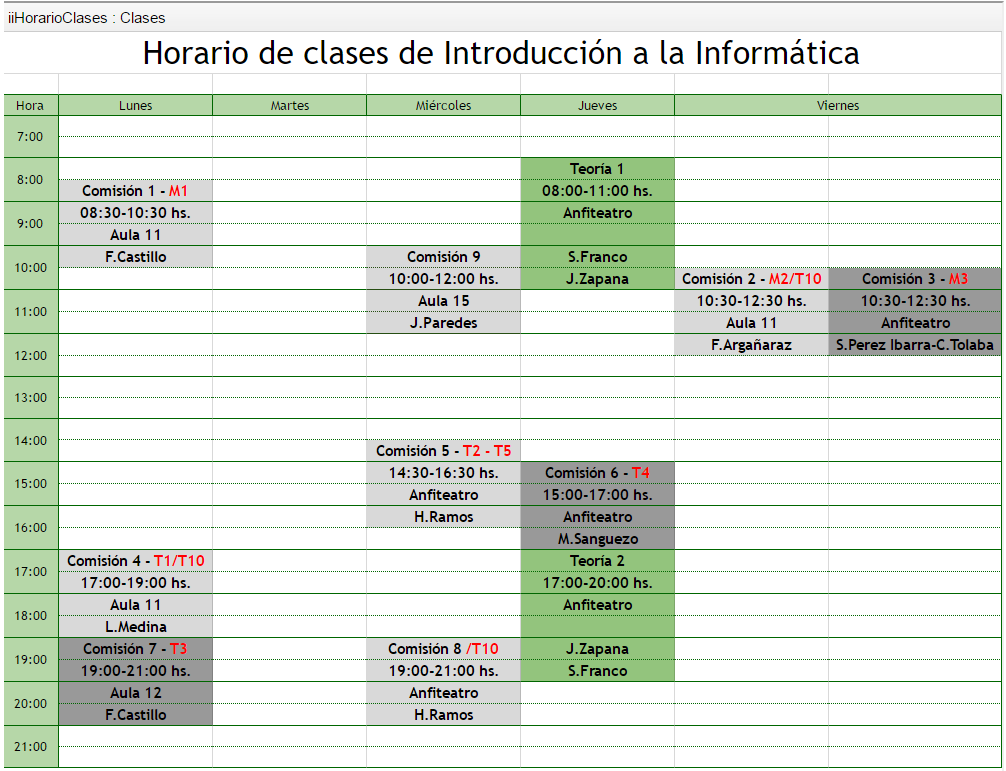 iiHorarioClases : Clases
Horario de clases de Introducción a la Informática
Hora Lunes Martes Miércoles Jueves Viernes
7:00
8:00
9:00
10:00
11:00
12:00
13:00
14:00
15:00
16:00
17:00
18:00
19:00
20:00
21:00
Comisión 1 - M1
08:30-10:30 hs.
Aula 11
F.Castillo
Comisión 4 - T1/T10
17:00-19:00 hs.
Aula 11
L.Medina
Comisión 7 - T3
19:00-21:00 hs.
Aula 12
F.Castillo
Comisión 9
10:00-12:00 hs.
Aula 15
J.Paredes
Comisión 5 - T2 - T5
14:30-16:30 hs.
Anfiteatro
H.Ramos
Comisión 8 /T10
19:00-21:00 hs.
Anfiteatro
H.Ramos
Teoría 1
08:00-11:00 hs.
Anfiteatro
S.Franco
J.Zapana
Comisión 6 - T4
15:00-17:00 hs.
Anfiteatro
M.Sanguezo
Teoría 2
17:00-20:00 hs.
Anfiteatro
J.Zapana
S.Franco
Comisión 2 - M2/T10
10:30-12:30 hs.
Aula 11
F.Argañaraz
Comisión 3 - M3
10:30-12:30 hs.
Anfiteatro
S.Perez Ibarra-C.Tolaba